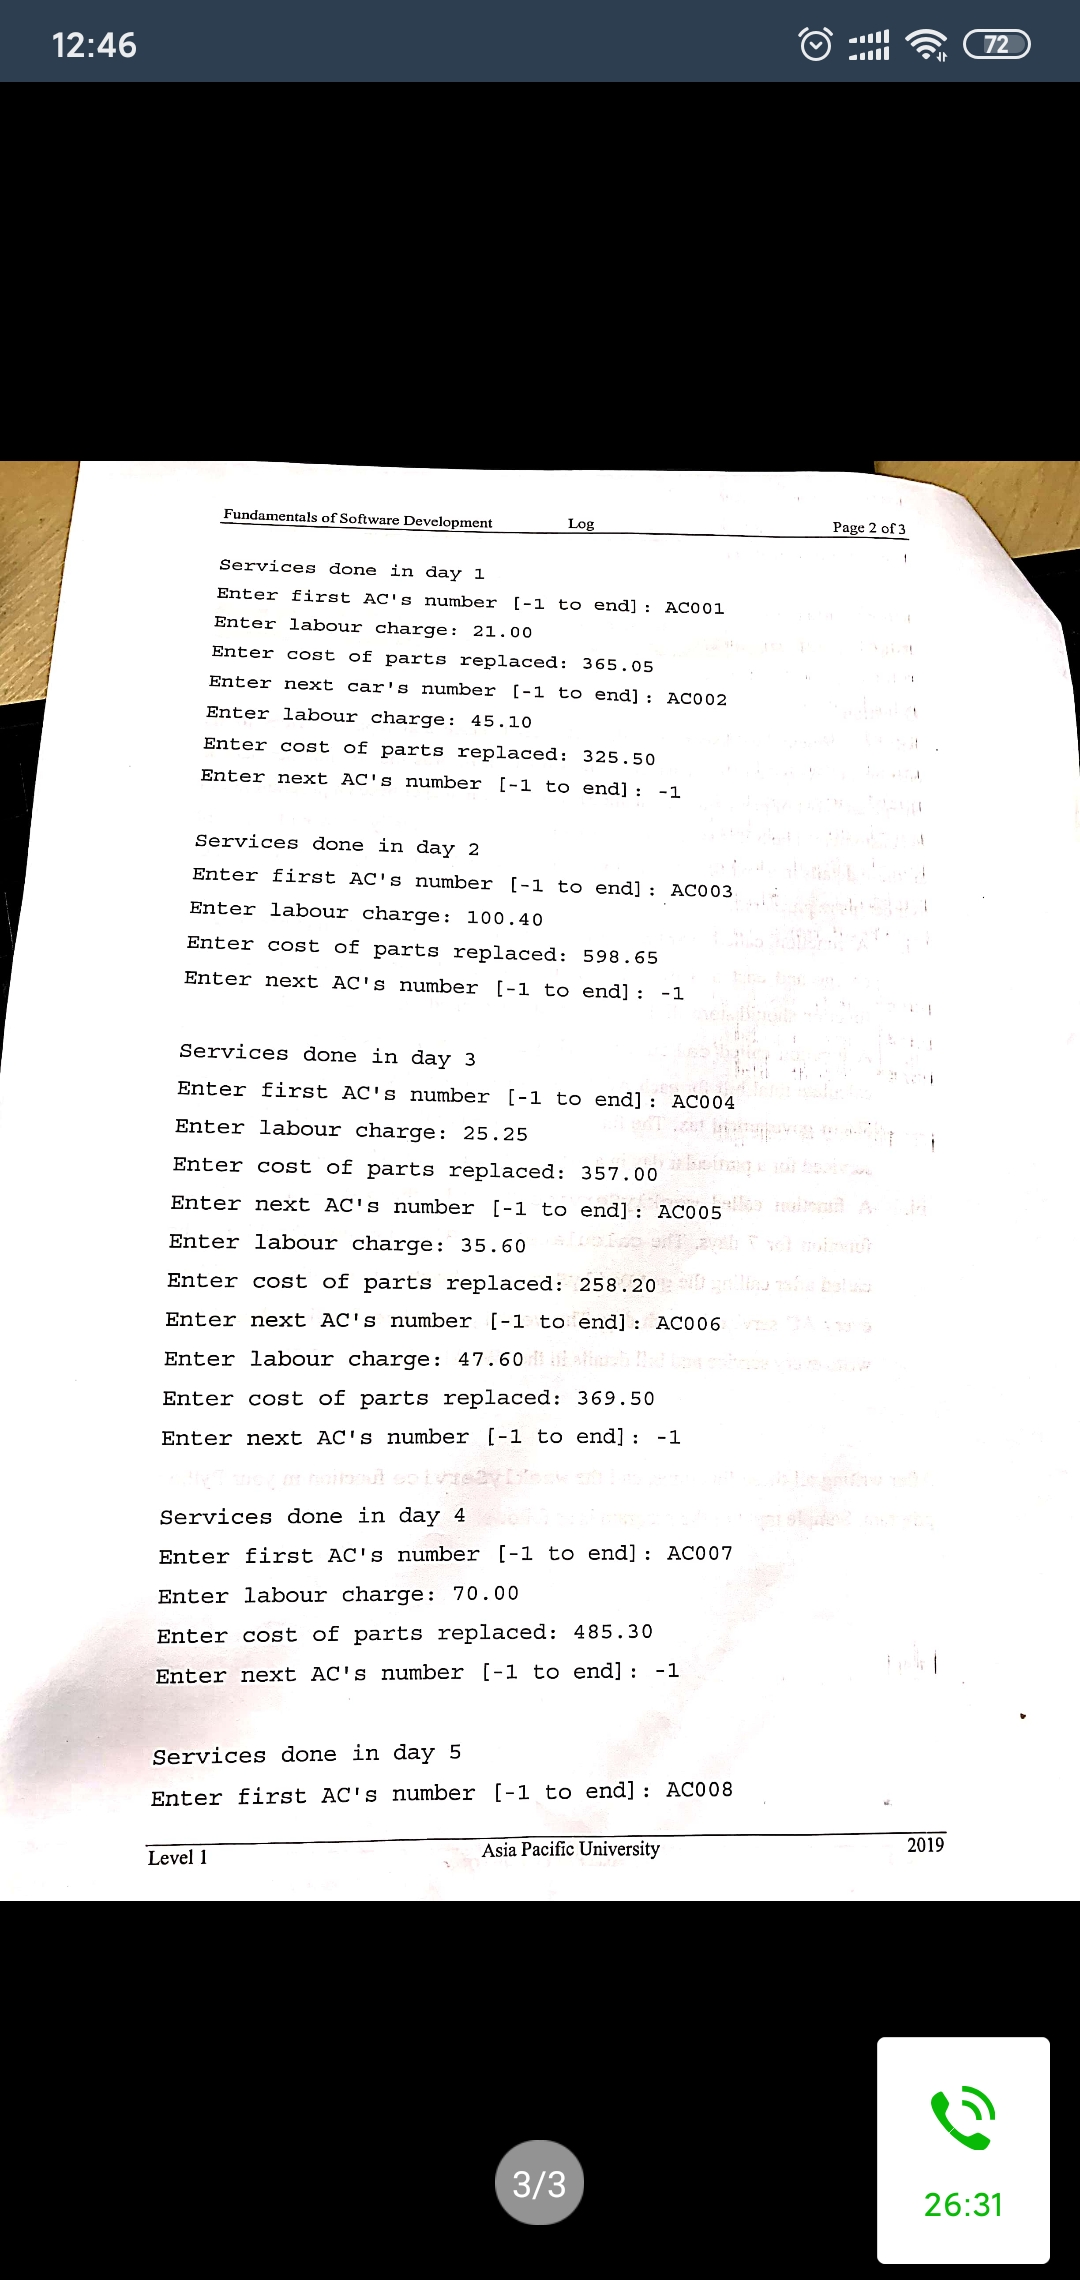 12:46
72
Fundamentals of Software Development Log Page 2 of 3
Services done in day 1
Enter first AC's number [-1 to end]: AC001
Enter labour charge: 21.00
Enter cost of parts replaced: 365.05
Enter next car's number [-1 to end]: AC002
Enter labour charge: 45.10
Enter cost of parts replaced: 325.50
Enter next AC's number [-1 to end]: -1
Services done in day 2
Enter first AC's number [-1 to end]: AC003
Enter labour charge: 100.40
Enter cost of parts replaced: 598.65
Enter next AC's number [-1 to end]: -1
Services done in day 3
Enter first AC's number [-1 to end]: AC004
Enter labour charge: 25.25
Enter cost of parts replaced: 357.00
Enter next AC's number [-1 to end]: AC005
Enter labour charge: 35.60
Enter cost of parts replaced: 258.20
Enter next AC's number [-1 to end]: AC006
Enter labour charge: 47.60
Enter cost of parts replaced: 369.50
Enter next AC's number [-1 to end]: -1
Services done in day 4
Enter first AC's number [-1 to end]: AC007
Enter labour charge: 70.00
Enter cost of parts replaced: 485.30
Enter next AC's number [-1 to end]: -1
Services done in day 5
Enter first AC's number [-1 to end]: AC008
Level 1 Asia Pacific University 2019
3/3
26:31